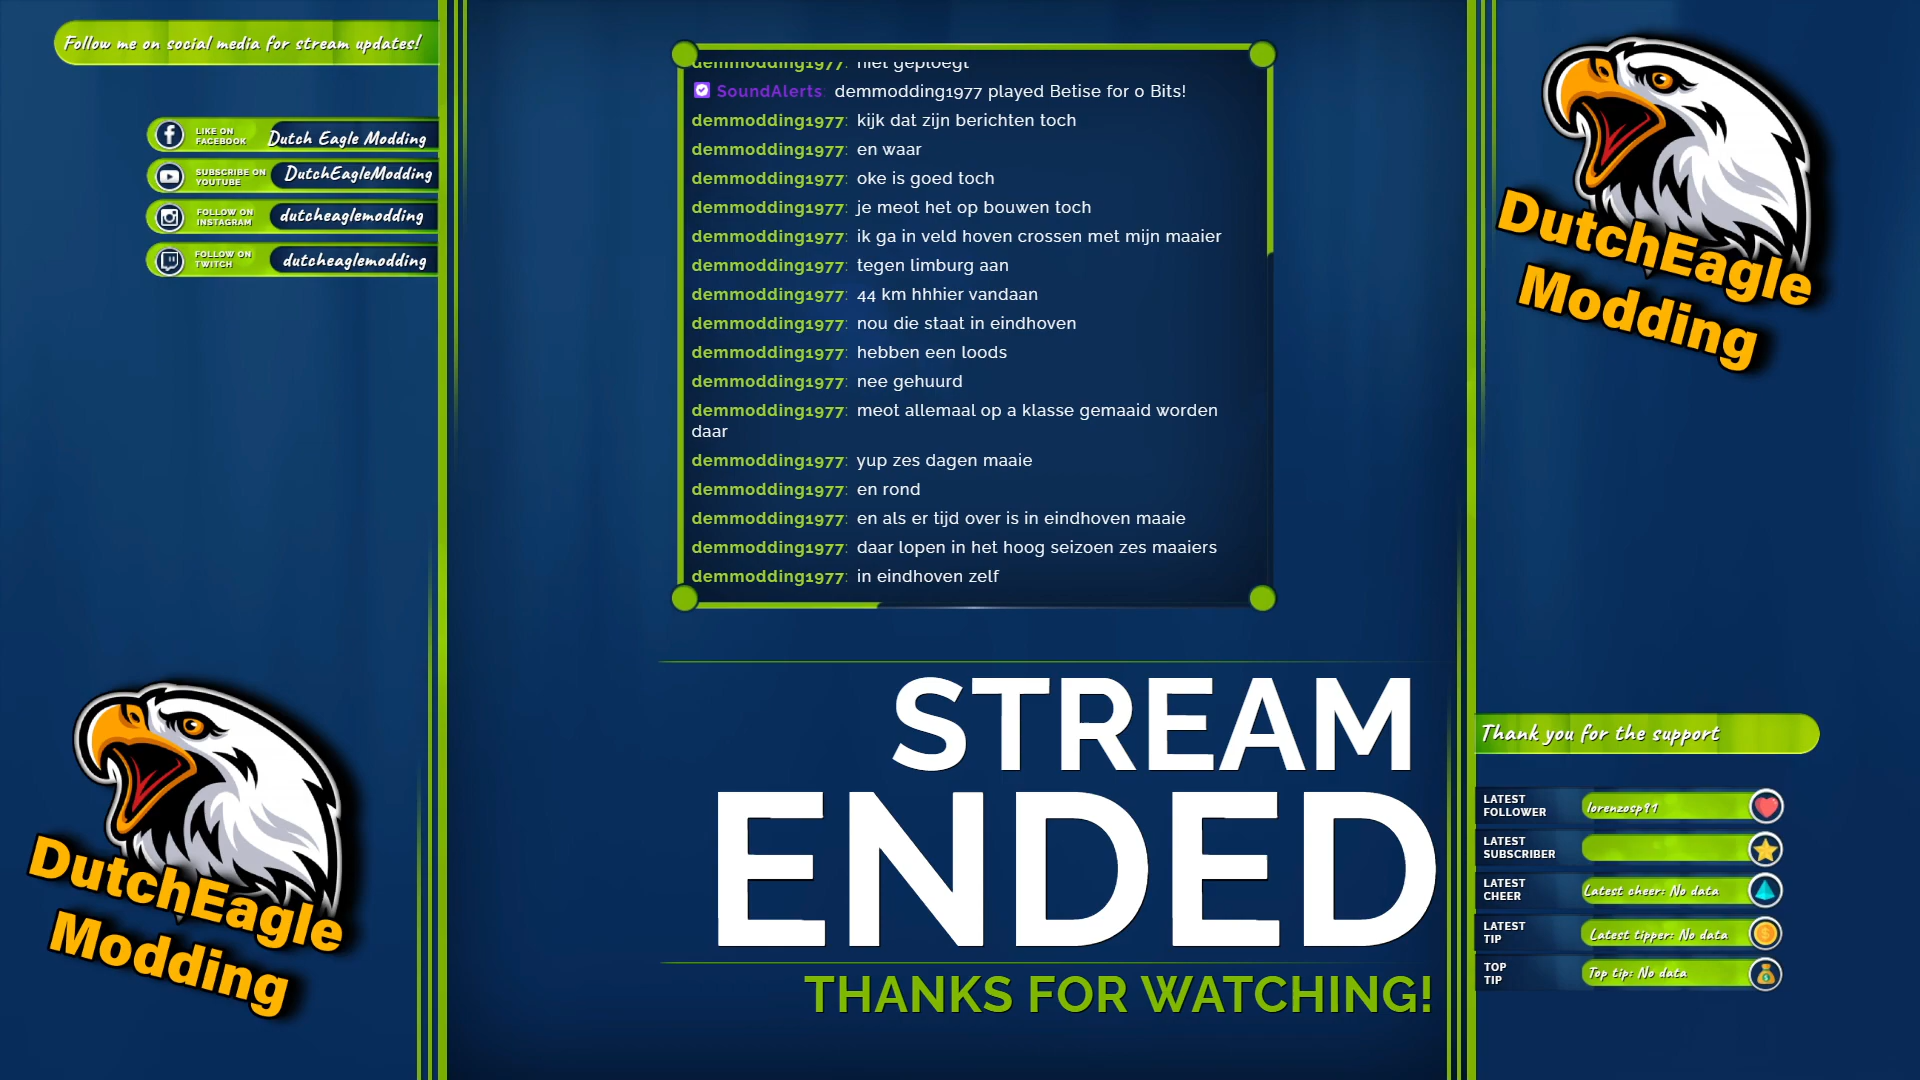 Follow me on social media for stream updates!
LIKE ON
FACEBOOK
Dutch Eagle Modding
SUBSCRIBE ON
YOUTUBE
DutchEagleModding
FOLLOW ON
INSTAGRAM
dutcheaglemodding
FOLLOW ON
TWITCH
dutcheaglemodding
demmodding1977: niet geploegt
SoundAlerts: demmodding1977 played Betise for 0 Bits!
demmodding1977: kijk dat zijn berichten toch
demmodding1977: en waar
demmodding1977: oke is goed toch
demmodding1977: je meot het op bouwen toch
demmodding1977: ik ga in veld hoven crossen met mijn maaier
demmodding1977: tegen limburg aan
demmodding1977: 44 km hhhier vandaan
demmodding1977: nou die staat in eindhoven
demmodding1977: hebben een loods
demmodding1977: nee gehuurd
demmodding1977: meot allemaal op a klasse gemaaid worden
daar
demmodding1977: yup zes dagen maaie
demmodding1977: en rond
demmodding1977: en als er tijd over is in eindhoven maaie
demmodding1977: daar lopen in het hoog seizoen zes maaiers
demmodding1977: in eindhoven zelf
STREAM
ENDED
THANKS FOR WATCHING!
DutchEagle
Modding
DutchEagle
Modding
Thank you for the support
LATEST
FOLLOWER
lorenzosp91
LATEST
SUBSCRIBER
LATEST
CHEER
Latest cheer: No data
LATEST
TIP
Latest tipper: No data
TOP
TIP
Top tip: No data